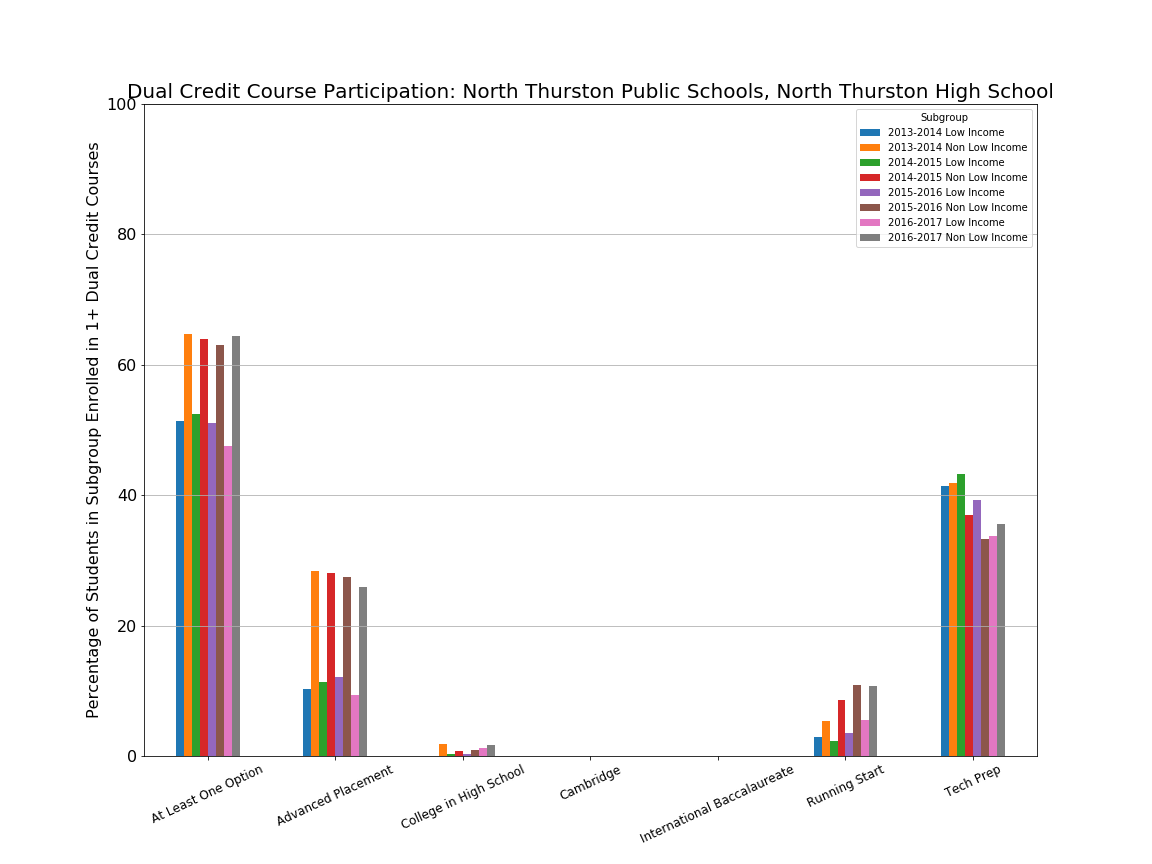 Dual Credit Course Participation: North Thurston Public Schools, North Thurston High School
Percentage of Students in Subgroup Enrolled in 1+ Dual Credit Courses
100
80
60
40
20
0
Subgroup
2013-2014 Low Income
2013-2014 Non Low Income
2014-2015 Low Income
2014-2015 Non Low Income
2015-2016 Low Income
2015-2016 Non Low Income
2016-2017 Low Income
2016-2017 Non Low Income
At Least One Option
Advanced Placement
College in High School
Cambridge
International Baccalaureate
Running Start
Tech Prep